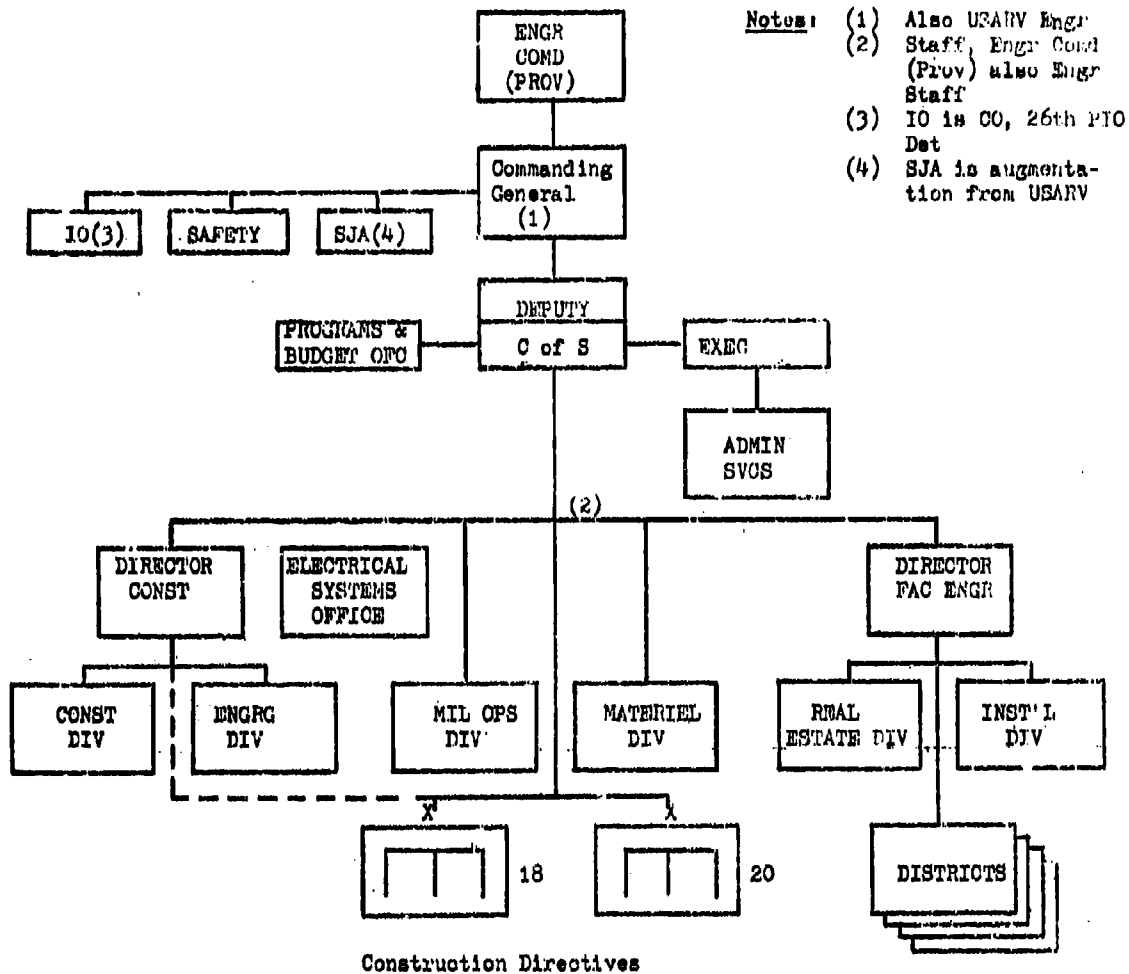 Notes: (1) Also USARV Engr
(2) Staff, Engr Comd
(Prov) also Engr
Staff
(3) IO is CO, 26th PIO
Det
(4) SJA is augmenta-
tion from USARV
ENGR
COMD
(PROV)
Commanding
General
(1)
IO(3)
SAFETY
SJA(4)
DEPUTY
C of S
PROGRAMS &
BUDGET OFC
EXEC
ADMIN
SVCS
(2)
DIRECTOR
CONST
ELECTRICAL
SYSTEMS
OFFICE
DIRECTOR
FAC ENGR
CONST
DIV
ENGRG
DIV
MIL OPS
DIV
MATERIEL
DIV
REAL
ESTATE DIV
INST'L
DIV
X
X
18
20
DISTRICTS
Construction Directives